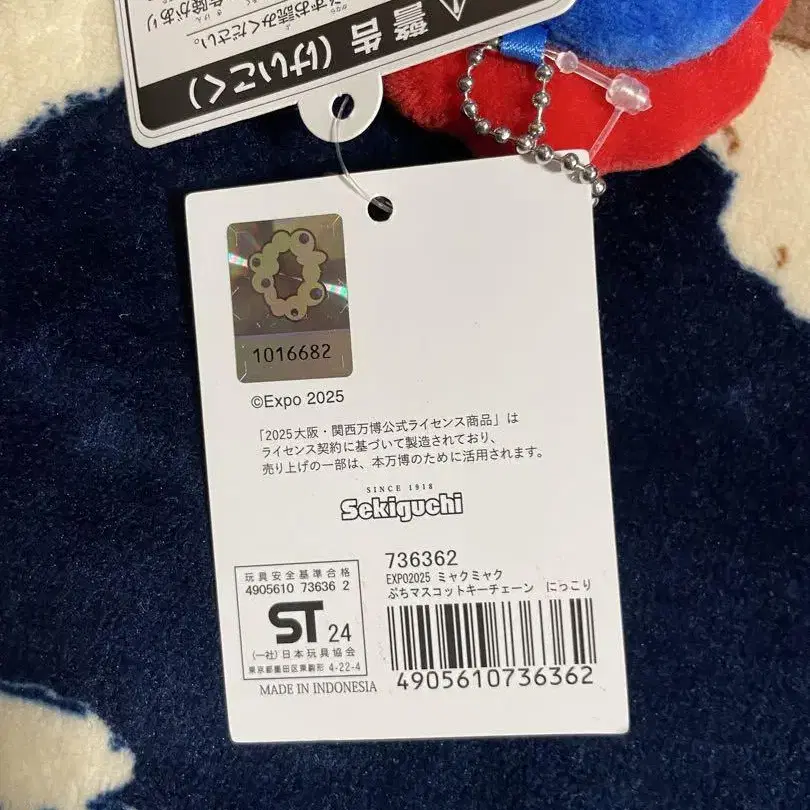 警告(けいこく)
お読みください。
1016682
©Expo 2025
「2025大阪・関西万博公式ライセンス商品」は
ライセンス契約に基づいて製造されており、
売り上げの一部は、本万博のために活用されます。
SINCE 1918
Sekiguchi
736362
EXPO2025 ミャクミャク
ぷちマスコットキーチェーン にっこり
4905610736362
玩具安全基準合格
4905610 73636 2
ST 24
(一社)日本玩具協会
東京都墨田区東駒形 4-22-4
MADE IN INDONESIA